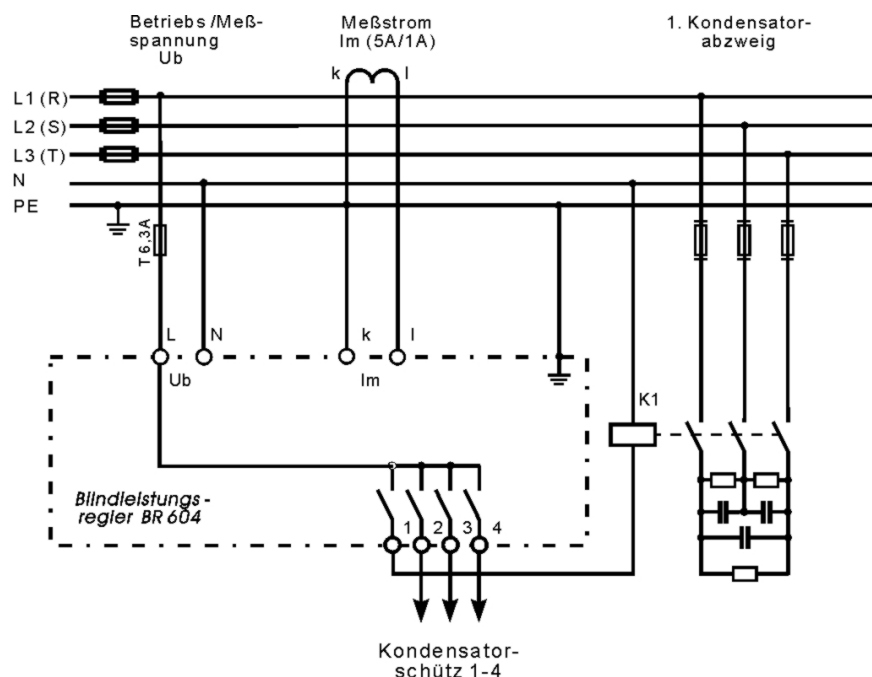 Betriebs/Meß-
spannung
Ub
Meßstrom
Im (5A/1A)
1. Kondensator-
abzweig
k l
L1 (R)
L2 (S)
L3 (T)
N
PE
T 6,3A
L N k l
Ub Im
K1
Blindleistungs-
regler BR 604
1 2 3 4
Kondensator-
schütz 1-4